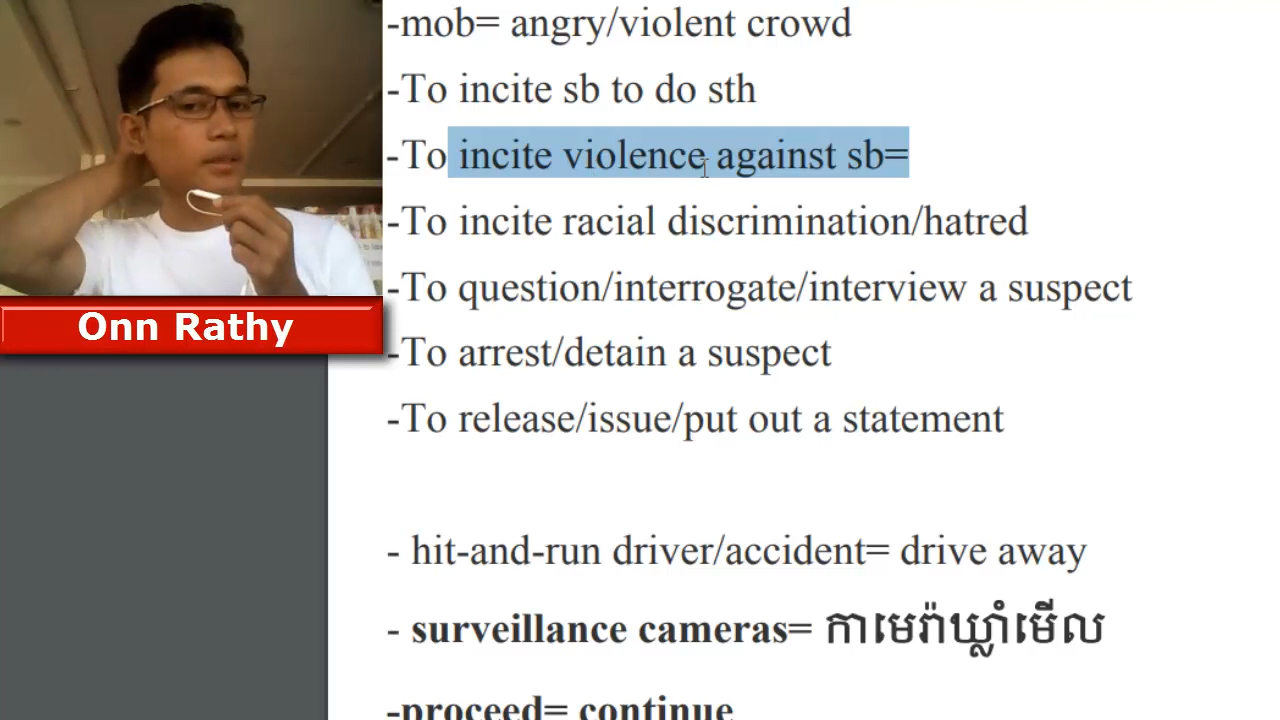 -mob= angry/violent crowd
-To incite sb to do sth
-To incite violence against sb=
-To incite racial discrimination/hatred
-To question/interrogate/interview a suspect
Onn Rathy
-To arrest/detain a suspect
-To release/issue/put out a statement
- hit-and-run driver/accident= drive away
- surveillance cameras= កាមេរ៉ាឃ្លាំមើល
-proceed= continue